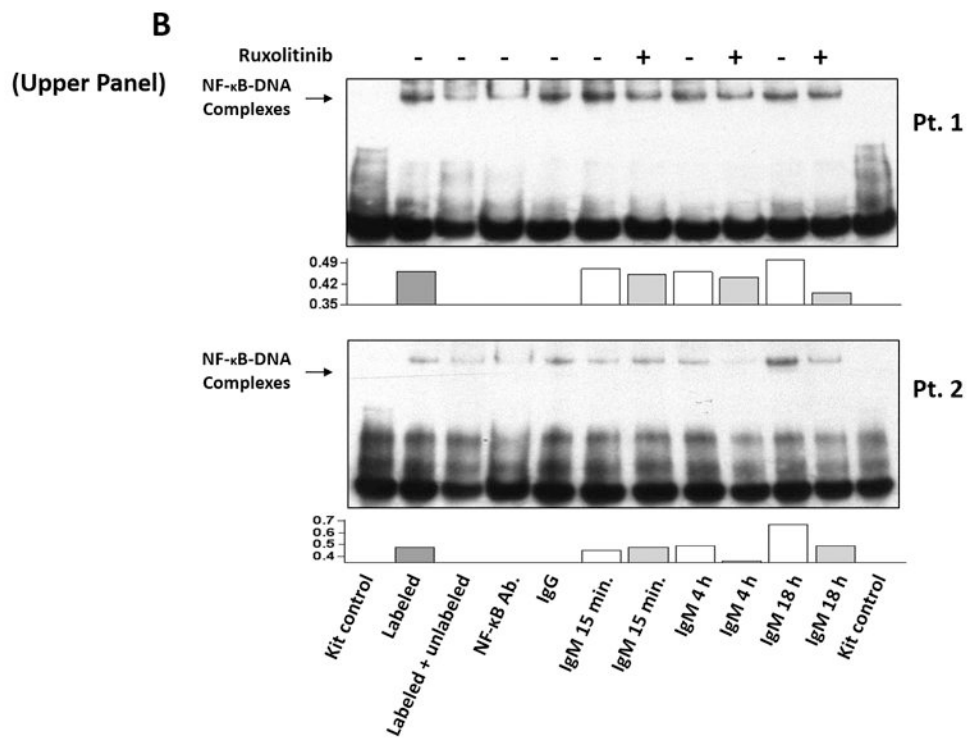 B
(Upper Panel)
Ruxolitinib - - - - - + - + - +
NF-κB-DNA
Complexes
Pt. 1
0.49
0.42
0.35
NF-κB-DNA
Complexes
Pt. 2
0.7
0.6
0.5
0.4
Kit control
Labeled
Labeled + unlabeled
NF-κB Ab.
IgG
IgM 15 min.
IgM 15 min.
IgM 4 h
IgM 4 h
IgM 18 h
IgM 18 h
Kit control